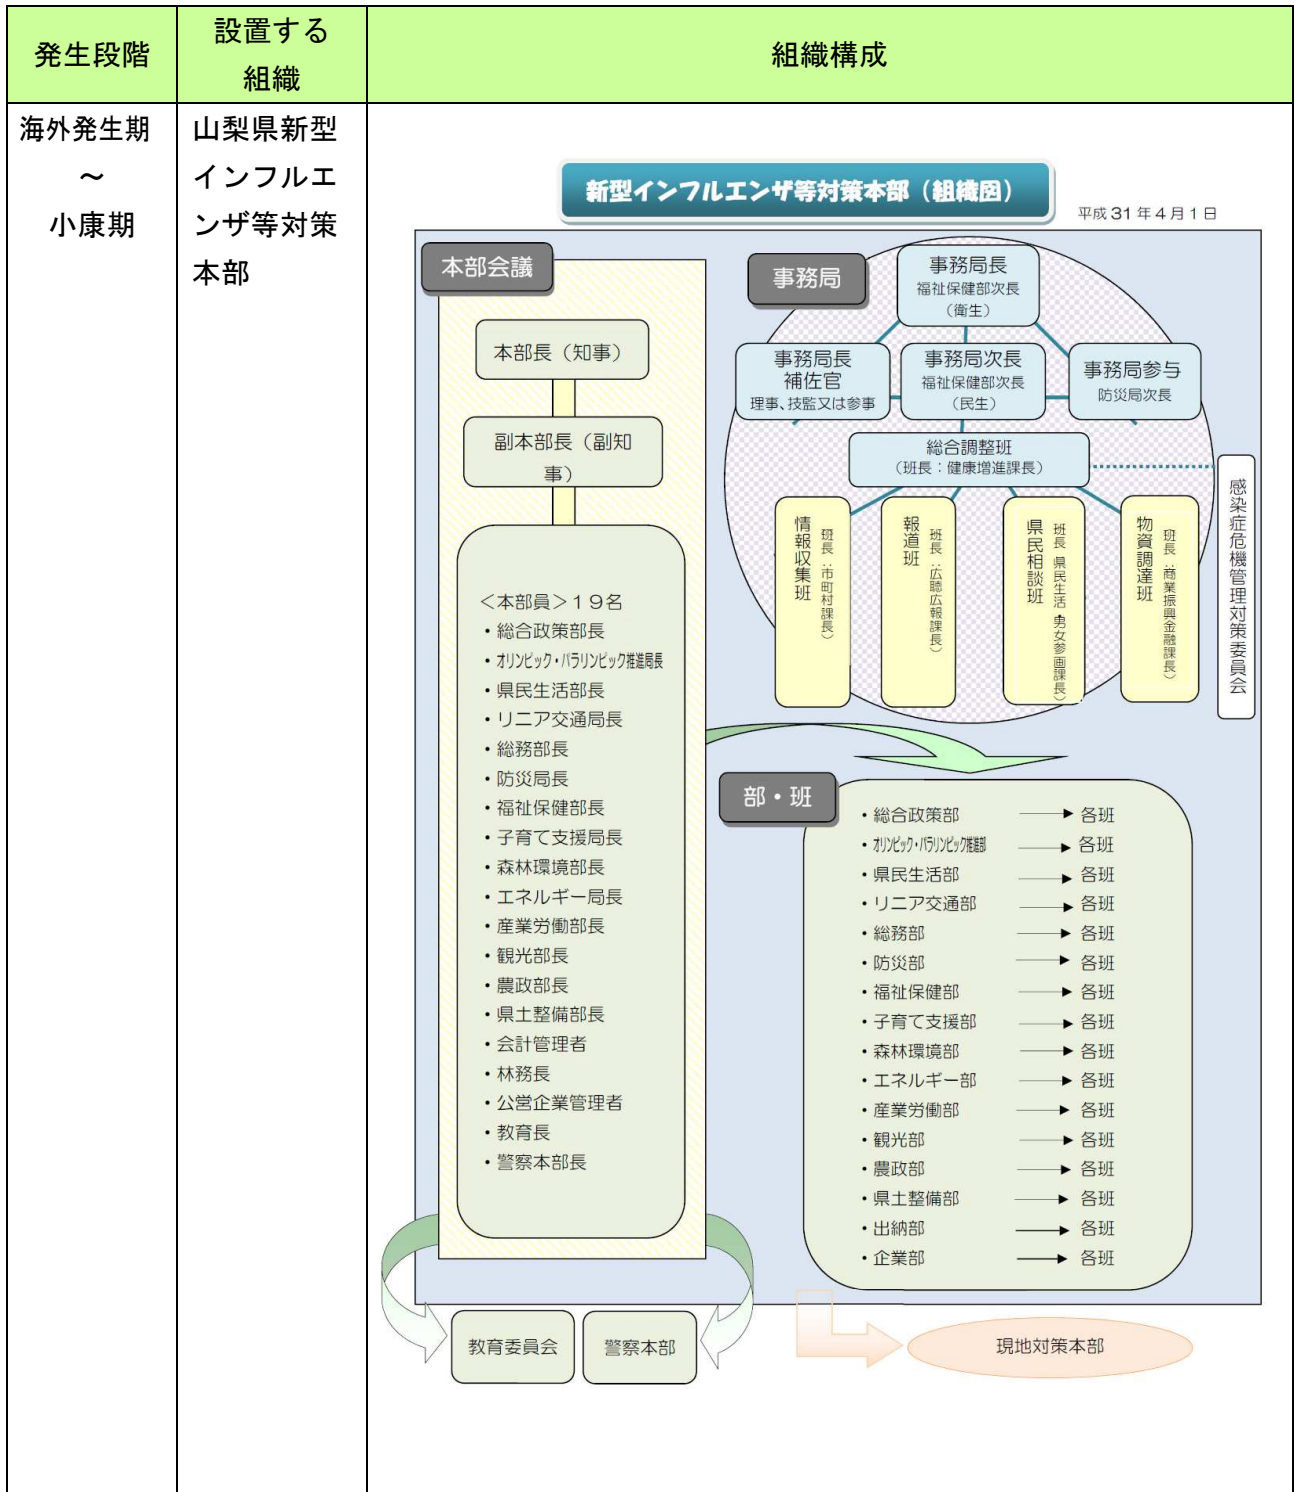 発生段階
設置する
組織
組織構成
海外発生期
～
小康期
山梨県新型
インフルエ
ンザ等対策
本部
新型インフルエンザ等対策本部（組織図）
平成31年4月1日
本部会議
本部長（知事）
副本部長（副知
事）
＜本部員＞１９名
・総合政策部長
・オリンピック・パラリンピック推進局長
・県民生活部長
・リニア交通局長
・総務部長
・防災局長
・福祉保健部長
・子育て支援局長
・森林環境部長
・エネルギー局長
・産業労働部長
・観光部長
・農政部長
・県土整備部長
・会計管理者
・林務長
・公営企業管理者
・教育長
・警察本部長
事務局
事務局長
福祉保健部次長
（衛生）
事務局長
補佐官
理事、技監又は参事
事務局次長
福祉保健部次長
（民生）
事務局参与
防災局次長
総合調整班
（班長：健康増進課長）
情報収集班
班長：市町村課長）
報道班
班長：広聴広報課長）
県民相談班
班長 県民生活・男女参画課長）
物資調達班
班長：商業振興金融課長）
感染症危機管理対策委員会
部・班
・総合政策部 各班
・オリンピック・パラリンピック推進部 各班
・県民生活部 各班
・リニア交通部 各班
・総務部 各班
・防災部 各班
・福祉保健部 各班
・子育て支援部 各班
・森林環境部 各班
・エネルギー部 各班
・産業労働部 各班
・観光部 各班
・農政部 各班
・県土整備部 各班
・出納部 各班
・企業部 各班
教育委員会
警察本部
現地対策本部